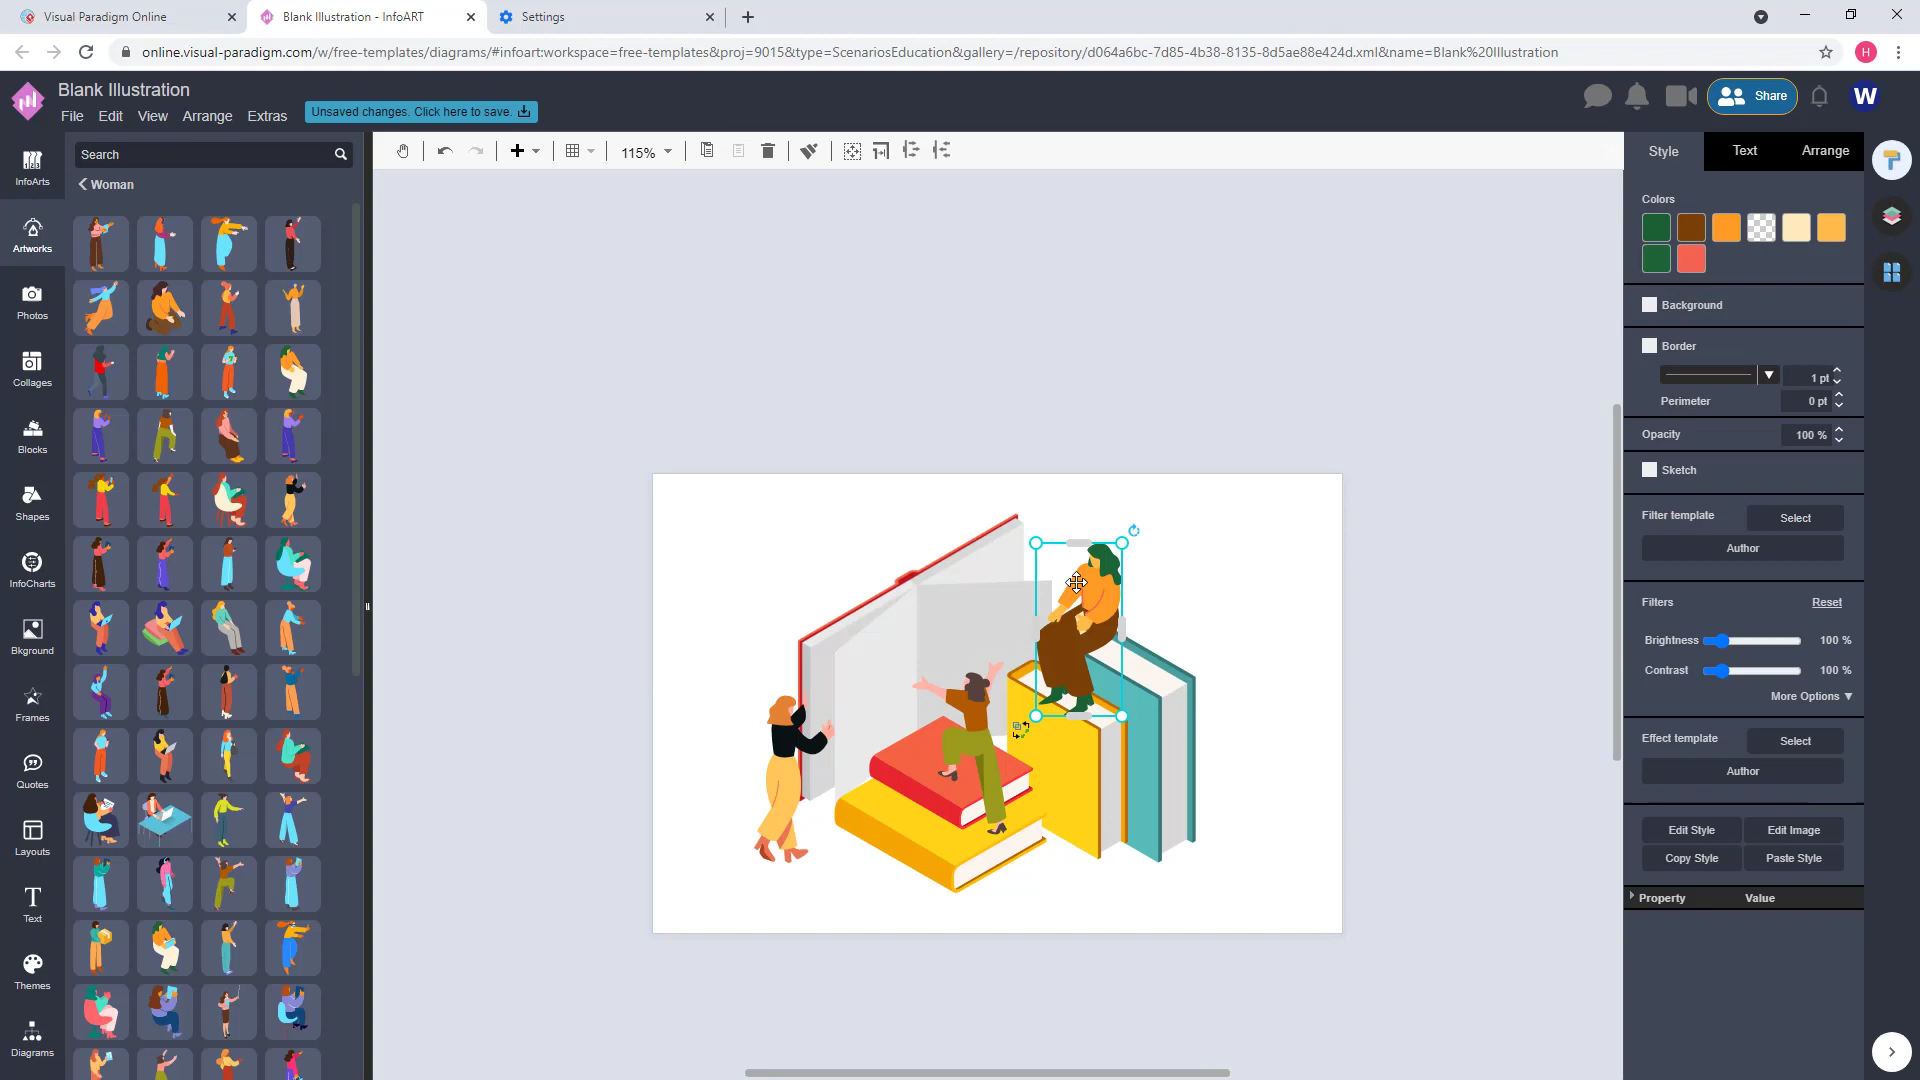 Visual Paradigm Online
Blank Illustration - InfoART
Settings
online.visual-paradigm.com/w/free-templates/diagrams/#infoart:workspace=free-templates&proj=9015&type=ScenariosEducation&gallery=/repository/d064a6bc-7d85-4b38-8135-8d5ae88e424d.xml&name=Blank%20Illustration
H
Blank Illustration
File Edit View Arrange Extras
Unsaved changes. Click here to save.
Share
W
InfoArts
Artworks
Photos
Collages
Blocks
Shapes
InfoCharts
Bkground
Frames
Quotes
Layouts
Text
Themes
Diagrams
Search
Woman
115%
Style Text Arrange
Colors
Background
Border
1 pt
Perimeter 0 pt
Opacity 100 %
Sketch
Filter template Select
Author
Filters Reset
Brightness 100 %
Contrast 100 %
More Options
Effect template Select
Author
Edit Style Edit Image
Copy Style Paste Style
Property Value